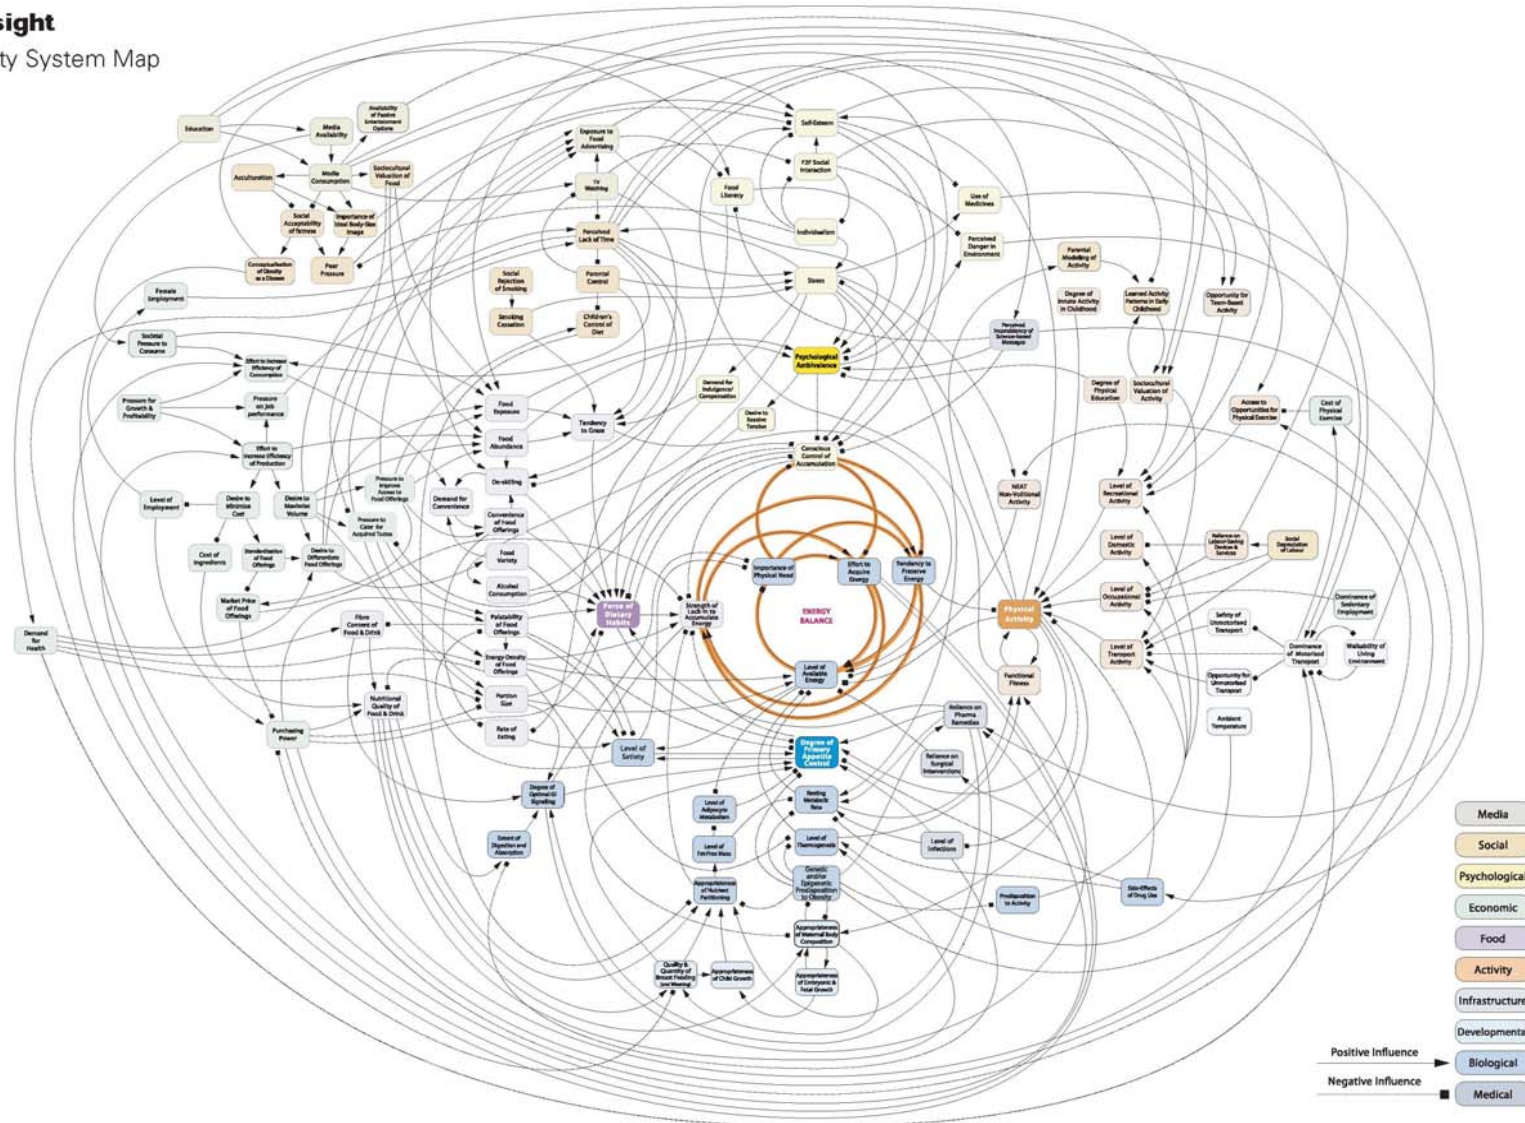 sight
ty System Map
Education
Media
Availability
Availability
of Passive
Entertainment
Options
Acculturation
Media
Consumption
Sociocultural
Valuation of
Food
Social
Acceptability
of fatness
Importance of
Ideal Body-Size
Image
Conceptualisation
of Obesity
as a Disease
Peer
Pressure
Exposure to
Food
Advertising
TV
Watching
Perceived
Lack of Time
Social
Rejection
of Smoking
Parental
Control
Smoking
Cessation
Children's
Control of
Diet
Self-Esteem
F2F Social
Interaction
Food
Literacy
Individualism
Stress
Use of
Medicines
Perceived
Danger in
Environment
Perceived
Inconsistency of
Science-based
Messages
Psychological
Ambivalence
Demand for
Indulgence/
Compensation
Desire to
Resolve
Tension
Conscious
Control of
Accumulation
Parental
Modelling of
Activity
Degree of
Innate Activity
in Childhood
Learned Activity
Patterns in Early
Childhood
Opportunity for
Team-Based
Activity
Degree of
Physical
Education
Sociocultural
Valuation of
Activity
Access to
Opportunities for
Physical Exercise
Cost of
Physical
Exercise
Female
Employment
Societal
Pressure to
Consume
Effort to Increase
Efficiency of
Consumption
Pressure for
Growth &
Profitability
Pressure
on Job
performance
Effort to
Increase Efficiency
of Production
Level of
Employment
Desire to
Minimise
Cost
Desire to
Maximise
Volume
Pressure to
Improve
Access to
Food Offerings
Pressure to
Cater for
Acquired Tastes
Cost of
Ingredients
Standardisation
of Food
Offerings
Desire to
Differentiate
Food Offerings
Market Price
of Food
Offerings
Demand
for
Health
Fibre
Content of
Food & Drink
Nutritional
Quality of
Food & Drink
Purchasing
Power
Food
Exposure
Food
Abundance
De-skilling
Demand for
Convenience
Convenience
of Food
Offerings
Food
Variety
Alcohol
Consumption
Palatability
of Food
Offerings
Energy-Density
of Food
Offerings
Portion
Size
Rate of
Eating
Tendency
to Graze
Force of
Dietary
Habits
Strength of
Lock-in to
Accumulate
Energy
Importance of
Physical Need
Effort to
Acquire
Energy
Tendency to
Preserve
Energy
ENERGY
BALANCE
Level of
Available
Energy
NEAT
Non-Volitional
Activity
Level of
Recreational
Activity
Level of
Domestic
Activity
Reliance on
Labour-Saving
Devices &
Services
Social
Depreciation
of Labour
Level of
Occupational
Activity
Physical
Activity
Level of
Transport
Activity
Functional
Fitness
Safety of
Unmotorised
Transport
Dominance of
Sedentary
Employment
Dominance
of Motorised
Transport
Walkability of
Living
Environment
Opportunity for
Unmotorised
Transport
Ambient
Temperature
Reliance on
Pharma
Remedies
Reliance on
Surgical
Interventions
Level of
Satiety
Degree of
Primary
Appetite
Control
Degree of
Optimal GI
Signalling
Extent of
Digestion and
Absorption
Level of
Adipocyte
Metabolism
Level of
Fat-Free Mass
Resting
Metabolic
Rate
Level of
Thermogenesis
Level of
Infections
Appropriateness
of Nutrient
Partitioning
Genetic
and/or
Epigenetic
Predisposition
to Obesity
Predisposition
to Activity
Side-Effects
of Drug Use
Appropriateness
of Maternal Body
Composition
Quality &
Quantity of
Breast Feeding
(and Weaning)
Appropriateness
of Child Growth
Appropriateness
of Embryonic &
Fetal Growth
Media
Social
Psychological
Economic
Food
Activity
Infrastructure
Developmenta
Biological
Medical
Positive Influence
Negative Influence